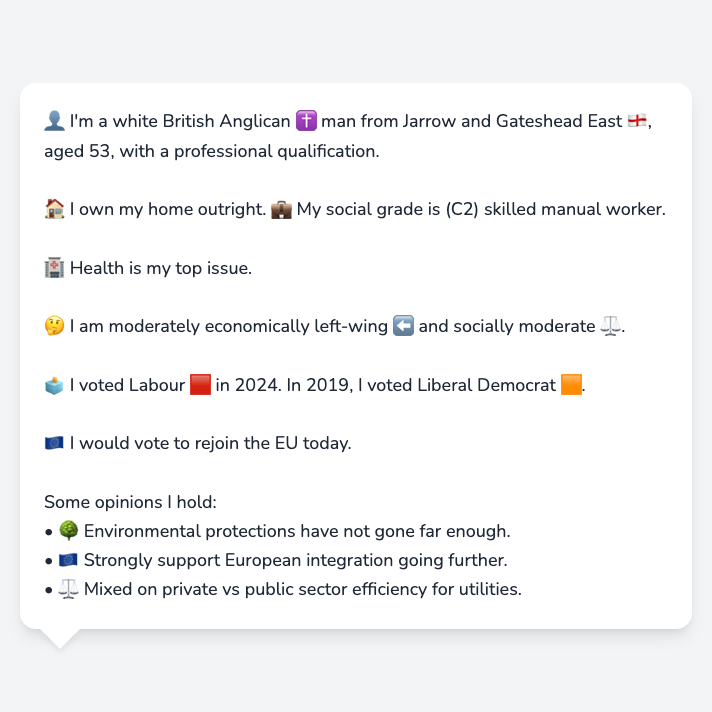 👤 I'm a white British Anglican ✝️ man from Jarrow and Gateshead East 🏴󠁧󠁢󠁥󠁮󠁧󠁿,
aged 53, with a professional qualification.
🏠 I own my home outright. 💼 My social grade is (C2) skilled manual worker.
🏥 Health is my top issue.
🤔 I am moderately economically left-wing ⬅️ and socially moderate ⚖️.
🗳️ I voted Labour 🟥 in 2024. In 2019, I voted Liberal Democrat 🟧.
🇪🇺 I would vote to rejoin the EU today.
Some opinions I hold:
• 🌳 Environmental protections have not gone far enough.
• 🇪🇺 Strongly support European integration going further.
• ⚖️ Mixed on private vs public sector efficiency for utilities.